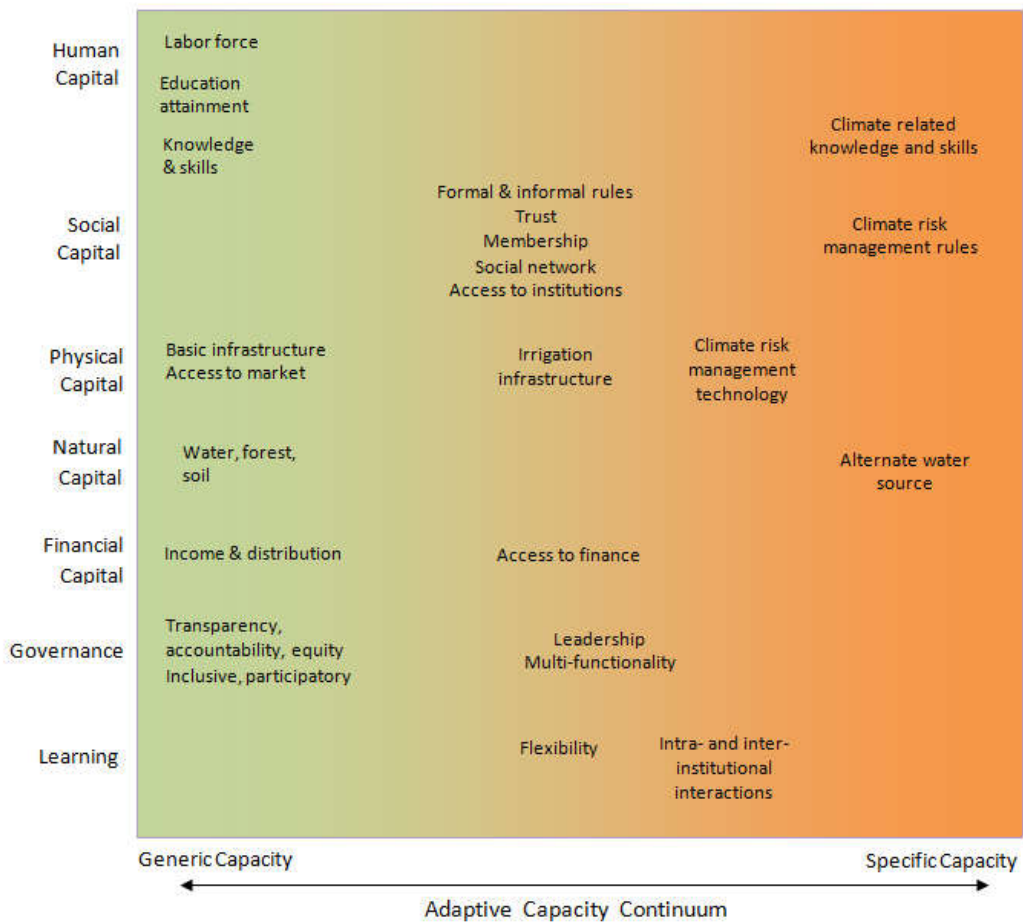 Human
Capital
Labor force
Education
attainment
Knowledge
& skills
Climate related
knowledge and skills
Social
Capital
Formal & informal rules
Trust
Membership
Social network
Access to institutions
Climate risk
management rules
Physical
Capital
Basic infrastructure
Access to market
Irrigation
infrastructure
Climate risk
management
technology
Natural
Capital
Water, forest,
soil
Alternate water
source
Financial
Capital
Income & distribution
Access to finance
Governance
Transparency,
accountability, equity
Inclusive, participatory
Leadership
Multi-functionality
Learning
Flexibility
Intra- and inter-
institutional
interactions
Generic Capacity
Specific Capacity
Adaptive Capacity Continuum